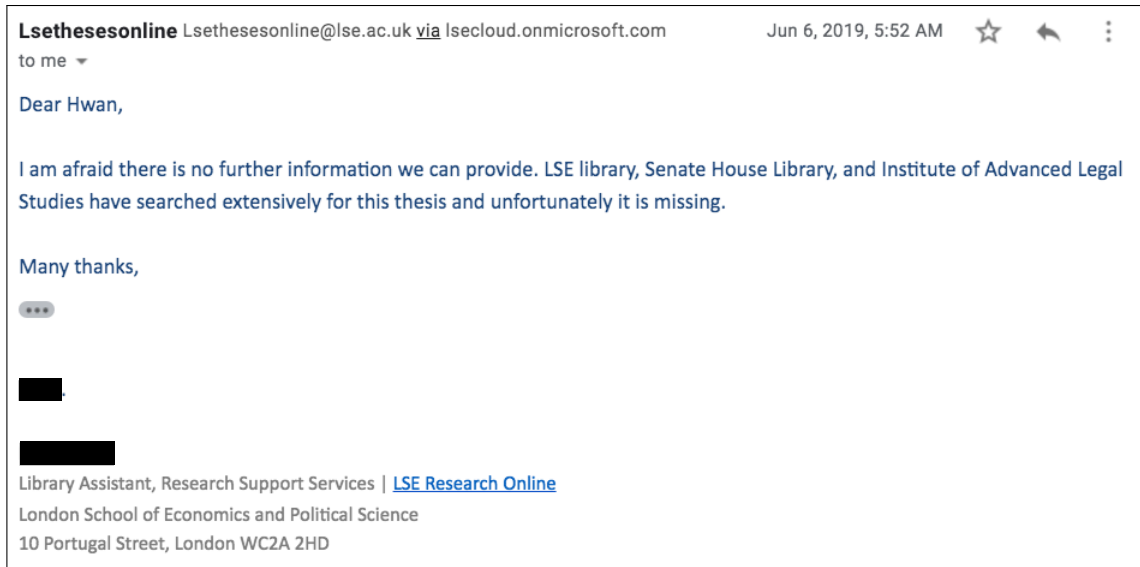 Lsethesesonline Lsethesesonline@lse.ac.uk via lsecloud.onmicrosoft.com Jun 6, 2019, 5:52 AM
to me
Dear Hwan,
I am afraid there is no further information we can provide. LSE library, Senate House Library, and Institute of Advanced Legal
Studies have searched extensively for this thesis and unfortunately it is missing.
Many thanks,
.
Library Assistant, Research Support Services | LSE Research Online
London School of Economics and Political Science
10 Portugal Street, London WC2A 2HD